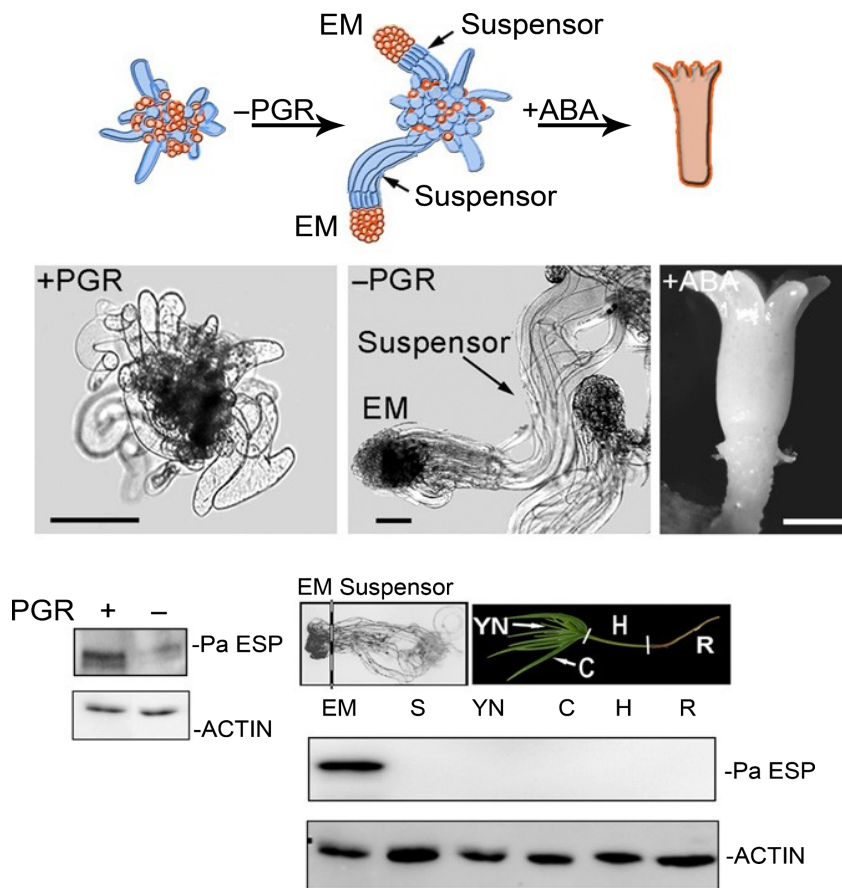 EM
Suspensor
–PGR
+ABA
Suspensor
EM
+PGR
–PGR
+ABA
Suspensor
EM
EM Suspensor
PGR + –
-Pa ESP
-ACTIN
YN
H
C
R
EM S YN C H R
-Pa ESP
-ACTIN